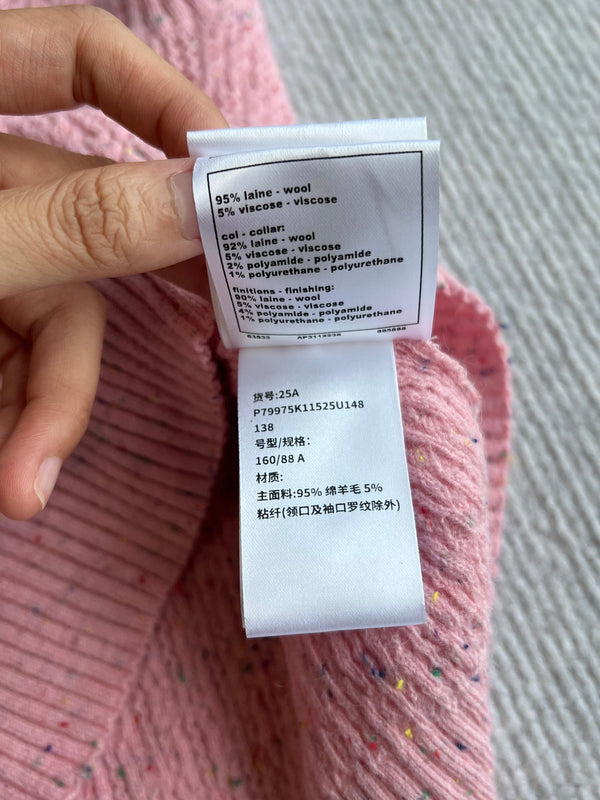 95% laine - wool
5% viscose - viscose
col - collar:
92% laine - wool
5% viscose - viscose
2% polyamide - polyamide
1% polyurethane - polyurethane
finitions - finishing:
90% laine - wool
5% viscose - viscose
4% polyamide - polyamide
1% polyurethane - polyurethane
货号:25A
P79975K11525U148
138
号型/规格:
160/88 A
材质:
主面料:95% 绵羊毛 5%
粘纤(领口及袖口罗纹除外)